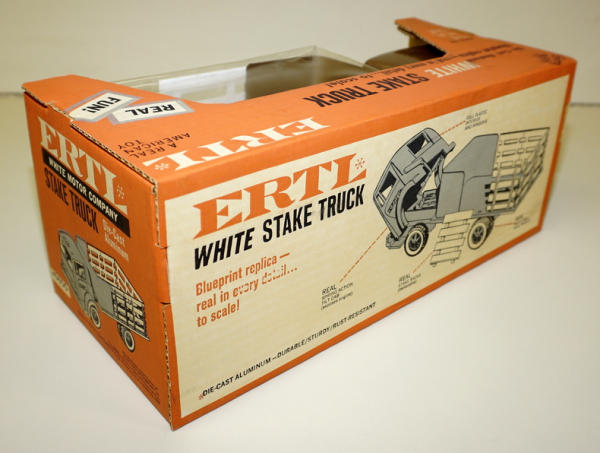 WHITE STAKE TRUCK
REAL
FUN!
A REAL
AMERICAN TOY
ERTL
ERTL
WHITE MOTOR COMPANY
STAKE TRUCK
Die-Cast
Aluminum
ERTL
WHITE STAKE TRUCK
Blueprint replica—
real in every detail...
to scale!
REAL
REAL
DIE-CAST ALUMINUM—DURABLE/STURDY/RUST-RESISTANT